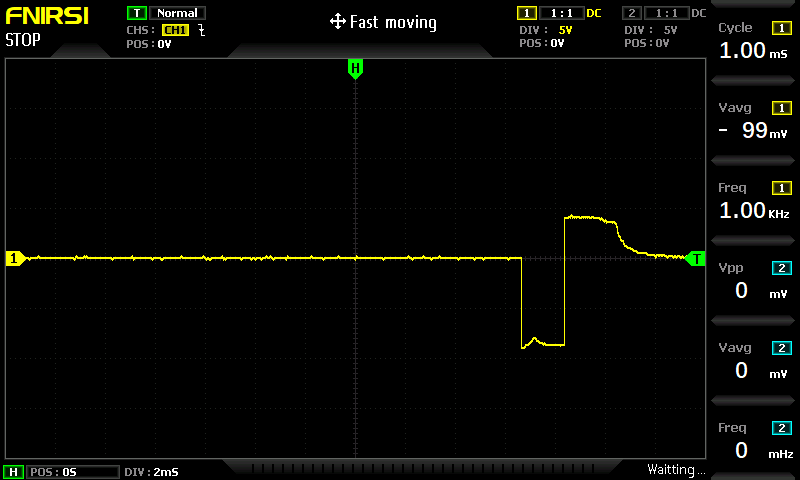 FNIRSI
STOP
T Normal
CHS: CH1
POS: 0V
Fast moving
1 1:1 DC
DIV: 5V
POS: 0V
2 1:1 DC
DIV: 5V
POS: 0V
H
1
T
Cycle 1
1.00 mS
Vavg 1
- 99 mV
Freq 1
1.00 KHz
Vpp 2
0 mV
Vavg 2
0 mV
Freq 2
0 mHz
H POS: 0S DIV: 2mS
Waitting...